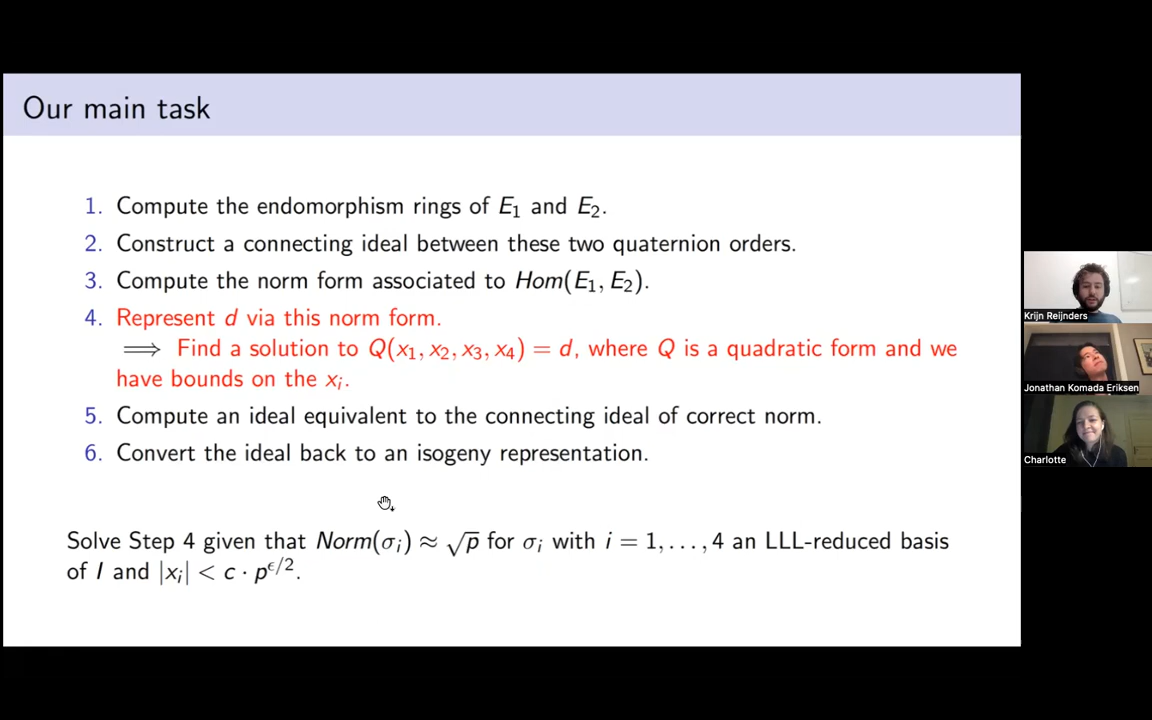 Our main task
1. Compute the endomorphism rings of E₁ and E₂.
2. Construct a connecting ideal between these two quaternion orders.
3. Compute the norm form associated to Hom(E₁, E₂).
4. Represent d via this norm form.
⟹ Find a solution to Q(x₁, x₂, x₃, x₄) = d, where Q is a quadratic form and we
have bounds on the xᵢ.
5. Compute an ideal equivalent to the connecting ideal of correct norm.
6. Convert the ideal back to an isogeny representation.
Solve Step 4 given that Norm(σᵢ) ≈ √p for σᵢ with i = 1, . . . , 4 an LLL-reduced basis
of I and |xᵢ| < c · p^{ϵ/2}.
Krijn Reijnders
Jonathan Komada Eriksen
Charlotte